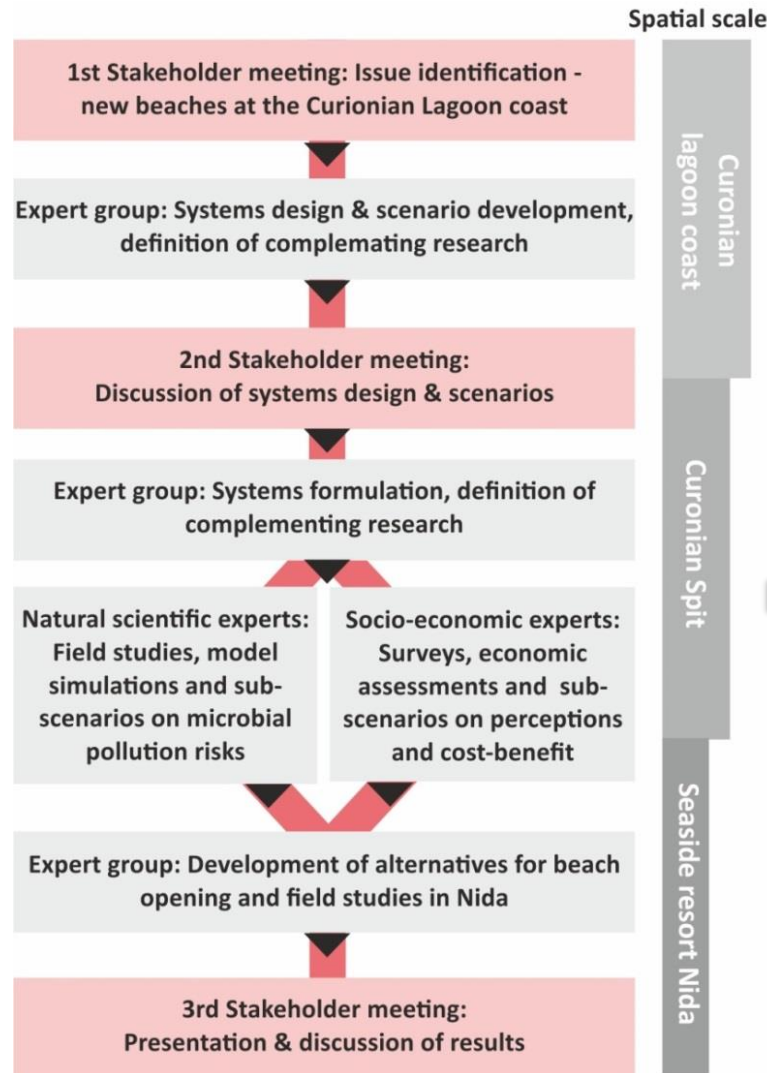 Spatial scale
1st Stakeholder meeting: Issue identification -
new beaches at the Curionian Lagoon coast
Expert group: Systems design & scenario development,
definition of complemating research
2nd Stakeholder meeting:
Discussion of systems design & scenarios
Expert group: Systems formulation, definition of
complementing research
Natural scientific experts:
Field studies, model
simulations and sub-
scenarios on microbial
pollution risks
Socio-economic experts:
Surveys, economic
assessments and sub-
scenarios on perceptions
and cost-benefit
Expert group: Development of alternatives for beach
opening and field studies in Nida
3rd Stakeholder meeting:
Presentation & discussion of results
Curonian
lagoon coast
Curonian Spit
Seaside resort Nida